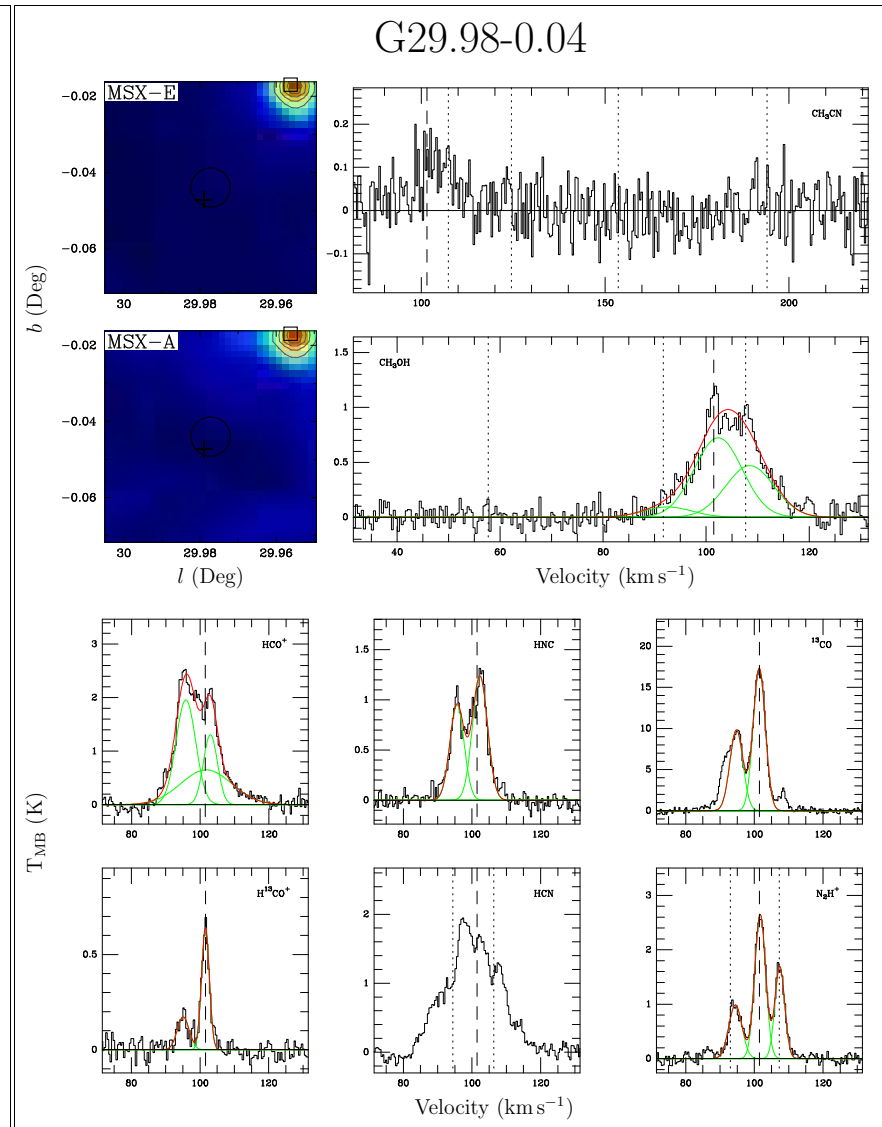 G29.98-0.04
MSX-E
-0.02
-0.04
-0.06
30 29.98 29.96
CH₃CN
0.2
0.1
0
-0.1
100 150 200
b (Deg)
MSX-A
-0.02
-0.04
-0.06
30 29.98 29.96
l (Deg)
CH₃OH
1.5
1
0.5
0
40 60 80 100 120
Velocity (km s⁻¹)
T_MB (K)
HCO⁺
3
2
1
0
80 100 120
HNC
1.5
1
0.5
0
80 100 120
¹³CO
20
15
10
5
0
80 100 120
H¹³CO⁺
0.5
0
80 100 120
HCN
2
1
0
80 100 120
N₂H⁺
3
2
1
0
80 100 120
Velocity (km s⁻¹)